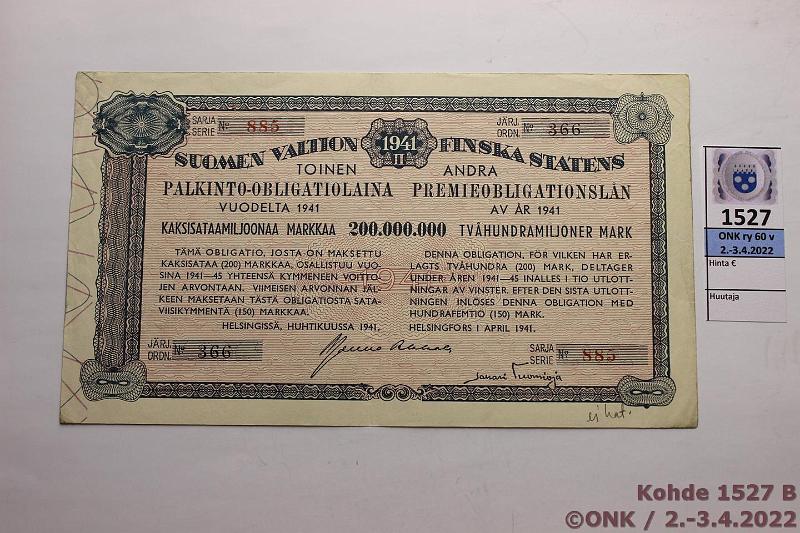 SARJA
SERIE
No 885
JÄRJ.
ORDN.
No 366
SUOMEN VALTION 1941 II FINSKA STATENS
TOINEN
PALKINTO-OBLIGATIOLAINA
VUODELTA 1941
ANDRA
PREMIEOBLIGATIONSLÅN
AV ÅR 1941
KAKSISATAAMILJOONAA MARKKAA 200.000.000 TVÅHUNDRAMILJONER MARK
TÄMÄ OBLIGATIO, JOSTA ON MAKSETTU
KAKSISATAA (200) MARKKAA, OSALLISTUU VUO-
SINA 1941-45 YHTEENSÄ KYMMENEEN VOITTO-
JEN ARVONTAAN. VIIMEISEN ARVONNAN JÄL-
KEEN MAKSETAAN TÄSTÄ OBLIGATIOSTA SATA-
VIISIKYMMENTÄ (150) MARKKAA.
HELSINGISSÄ, HUHTIKUUSSA 1941.
DENNA OBLIGATION, FÖR VILKEN HAR ER-
LAGTS TVÅHUNDRA (200) MARK, DELTAGER
UNDER ÅREN 1941-45 INALLES I TIO UTLOTT-
NINGAR AV VINSTER. EFTER DEN SISTA UTLOTT-
NINGEN INLÖSES DENNA OBLIGATION MED
HUNDRAFEMTIO (150) MARK.
HELSINGFORS I APRIL 1941.
1941
JÄRJ.
ORDN.
No 366
SARJA
SERIE
No 885
Sakari Tuomioja
ei hat.
1527
ONK ry 60 v
2.-3.4.2022
Hinta €
Huutaja
Kohde 1527 B
©ONK / 2.-3.4.2022